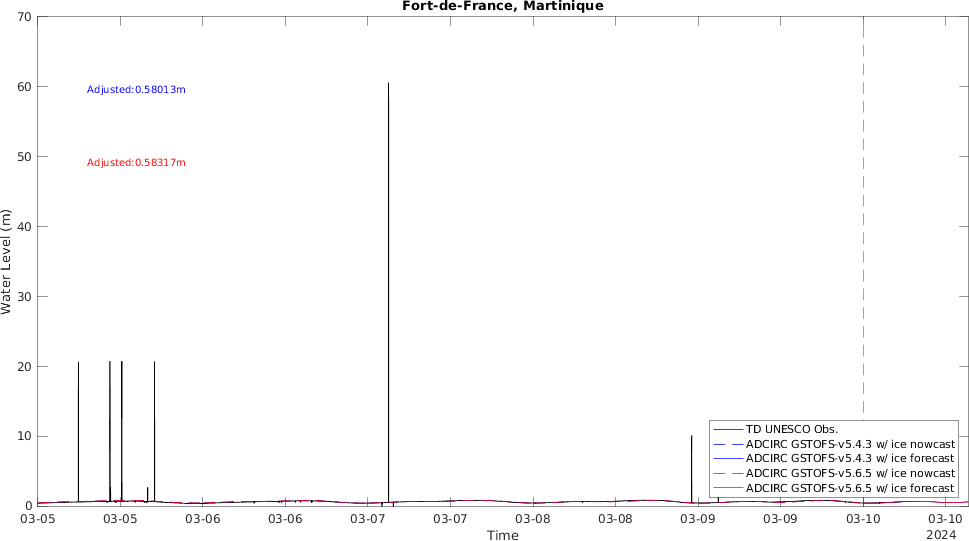 Fort-de-France, Martinique
70
60
50
40
30
20
10
0
Water Level (m)
Adjusted:0.58013m
Adjusted:0.58317m
TD UNESCO Obs.
ADCIRC GSTOFS-v5.4.3 w/ ice nowcast
ADCIRC GSTOFS-v5.4.3 w/ ice forecast
ADCIRC GSTOFS-v5.6.5 w/ ice nowcast
ADCIRC GSTOFS-v5.6.5 w/ ice forecast
03-05 03-05 03-06 03-06 03-07 03-07 03-08 03-08 03-09 03-09 03-10 03-10
2024
Time